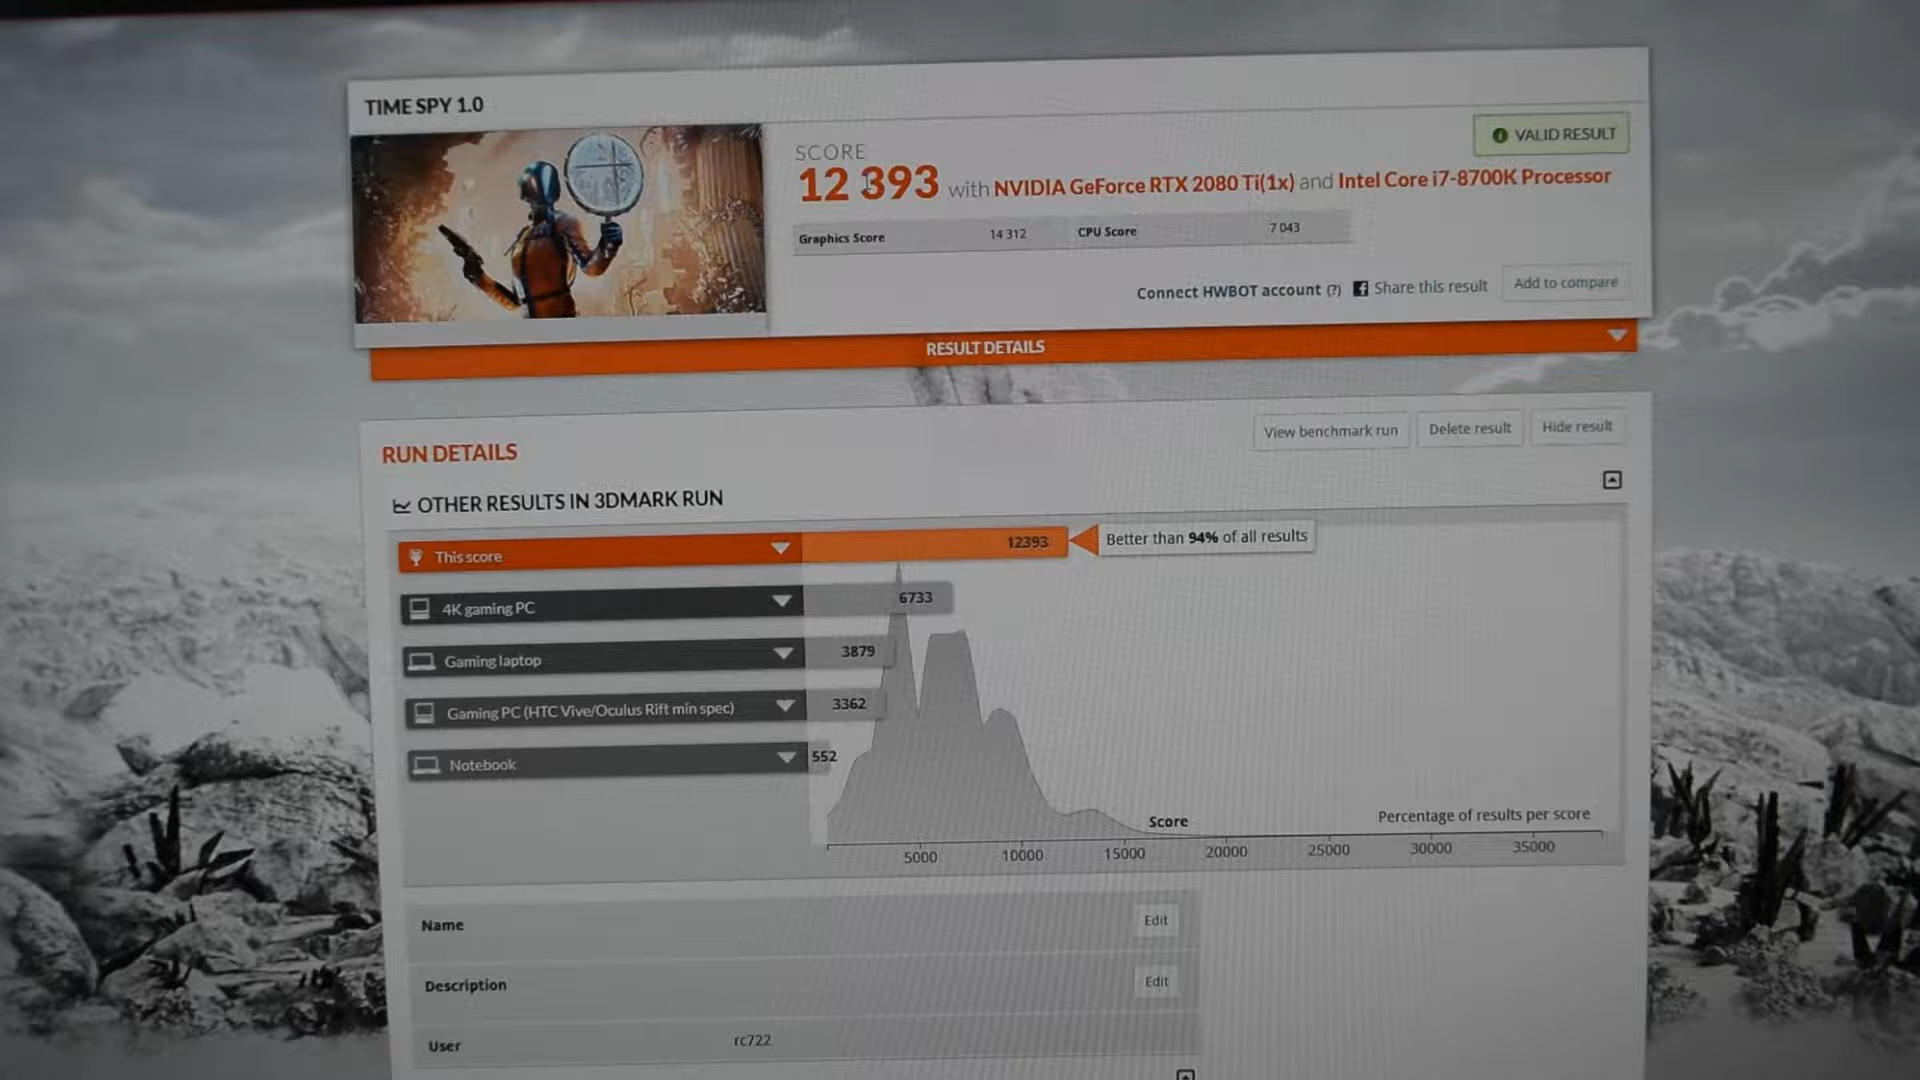 TIME SPY 1.0
VALID RESULT
SCORE
12 393 with NVIDIA GeForce RTX 2080 Ti(1x) and Intel Core i7-8700K Processor
Graphics Score 14 312 CPU Score 7 043
Connect HWBOT account (?) Share this result Add to compare
RESULT DETAILS
RUN DETAILS
View benchmark run Delete result Hide result
OTHER RESULTS IN 3DMARK RUN
This score 12393 Better than 94% of all results
4K gaming PC 6733
Gaming laptop 3879
Gaming PC (HTC Vive/Oculus Rift min spec) 3362
Notebook 552
Score Percentage of results per score
5000 10000 15000 20000 25000 30000 35000
Name Edit
Description Edit
User rc722